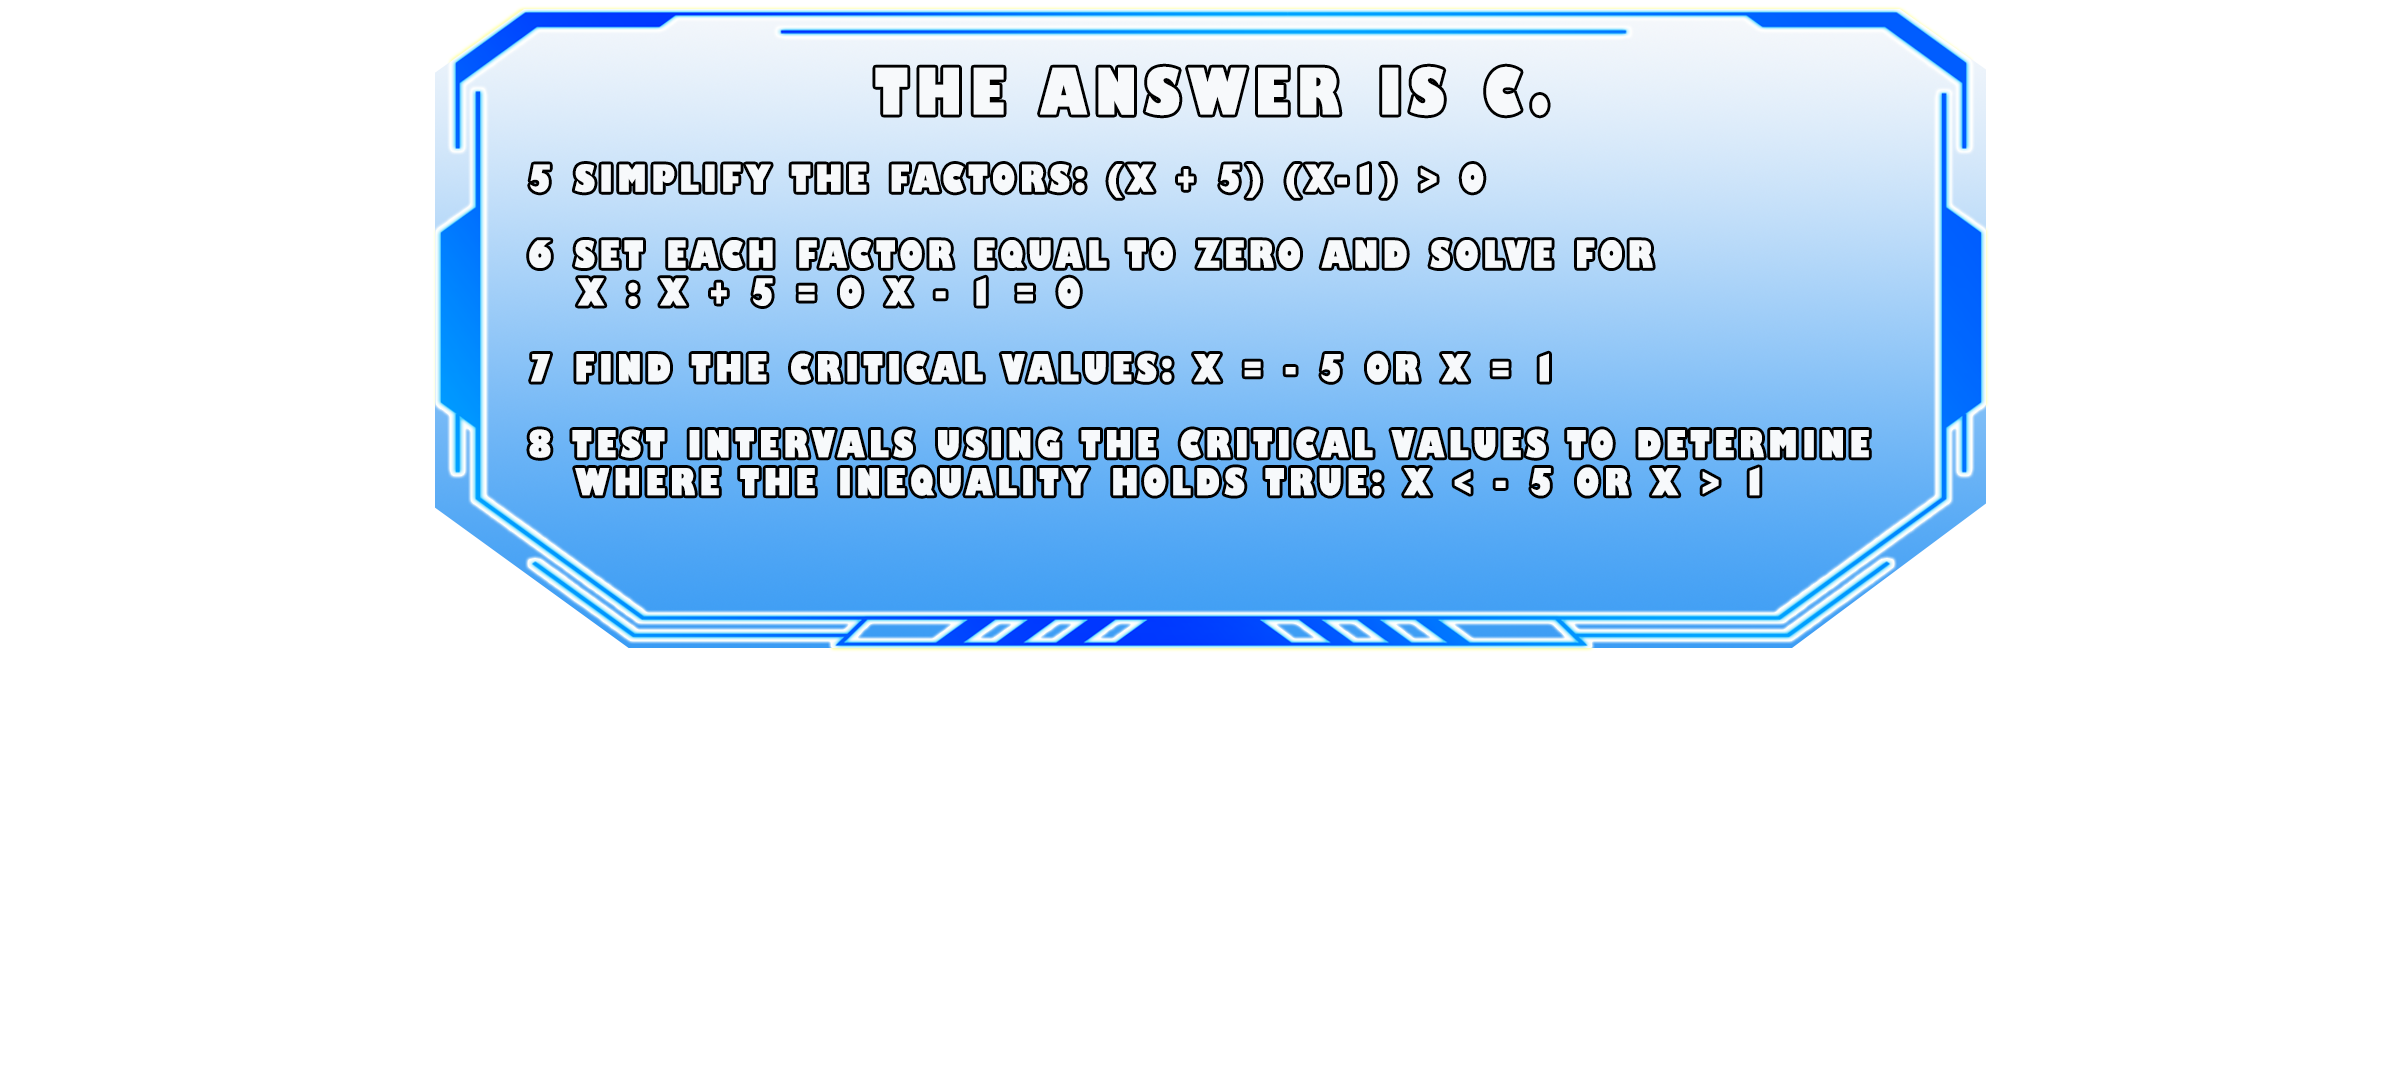 THE ANSWER IS C.
5 SIMPLIFY THE FACTORS: (X + 5) (X-1) > 0
6 SET EACH FACTOR EQUAL TO ZERO AND SOLVE FOR
X : X + 5 = 0 X - 1 = 0
7 FIND THE CRITICAL VALUES: X = - 5 OR X = 1
8 TEST INTERVALS USING THE CRITICAL VALUES TO DETERMINE
WHERE THE INEQUALITY HOLDS TRUE: X < - 5 OR X > 1